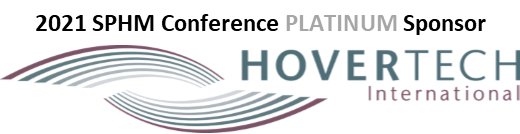 2021 SPHM Conference PLATINUM Sponsor
HOVERTECH
International